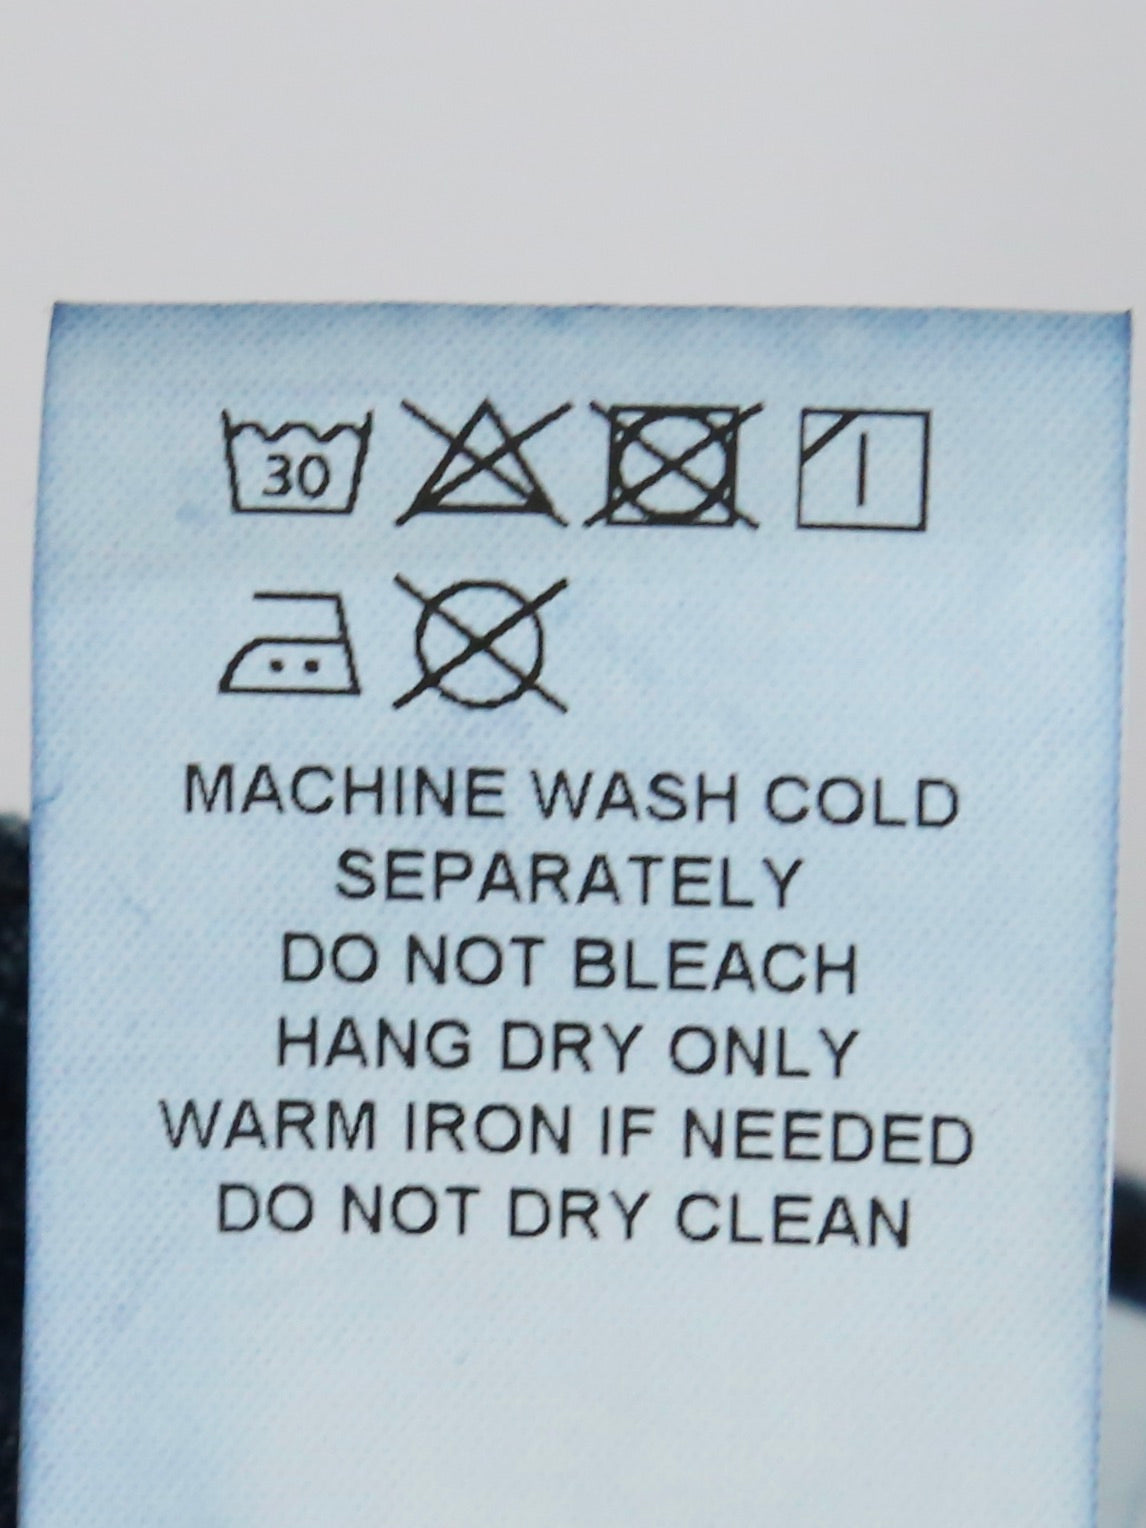 30
MACHINE WASH COLD
SEPARATELY
DO NOT BLEACH
HANG DRY ONLY
WARM IRON IF NEEDED
DO NOT DRY CLEAN